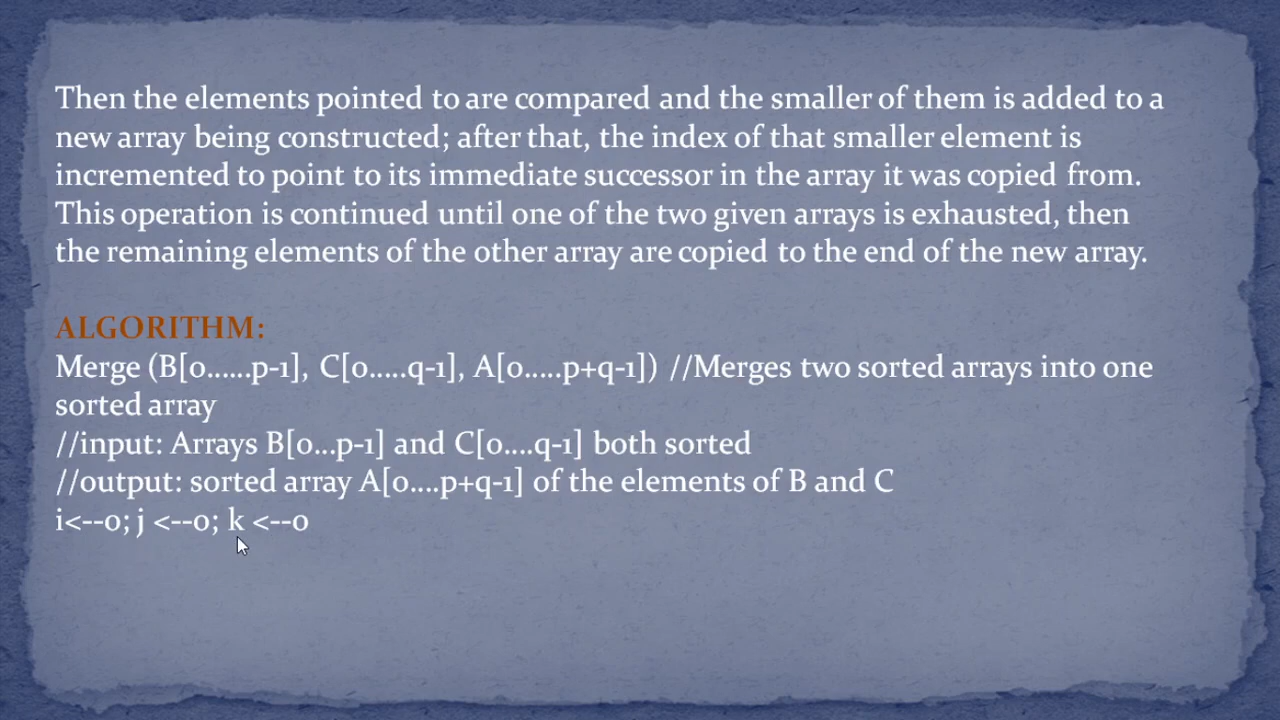 Then the elements pointed to are compared and the smaller of them is added to a
new array being constructed; after that, the index of that smaller element is
incremented to point to its immediate successor in the array it was copied from.
This operation is continued until one of the two given arrays is exhausted, then
the remaining elements of the other array are copied to the end of the new array.
ALGORITHM:
Merge (B[0......p-1], C[0.....q-1], A[0.....p+q-1]) //Merges two sorted arrays into one
sorted array
//input: Arrays B[0...p-1] and C[0....q-1] both sorted
//output: sorted array A[0....p+q-1] of the elements of B and C
i<--0; j <--0; k <--0